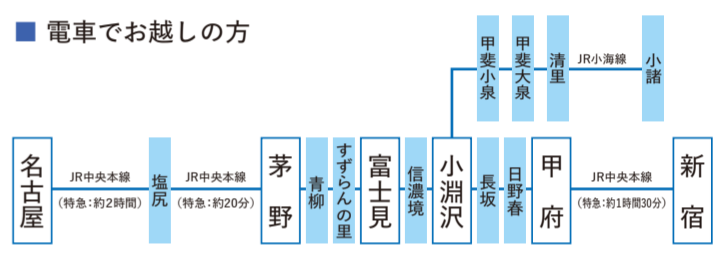 ■ 電車でお越しの方
甲斐小泉
甲斐大泉
清里
JR小海線
小諸
名古屋
JR中央本線
(特急:約2時間)
塩尻
JR中央本線
(特急:約20分)
茅野
青柳
すずらんの里
富士見
信濃境
小淵沢
長坂
日野春
甲府
JR中央本線
(特急:約1時間30分)
新宿